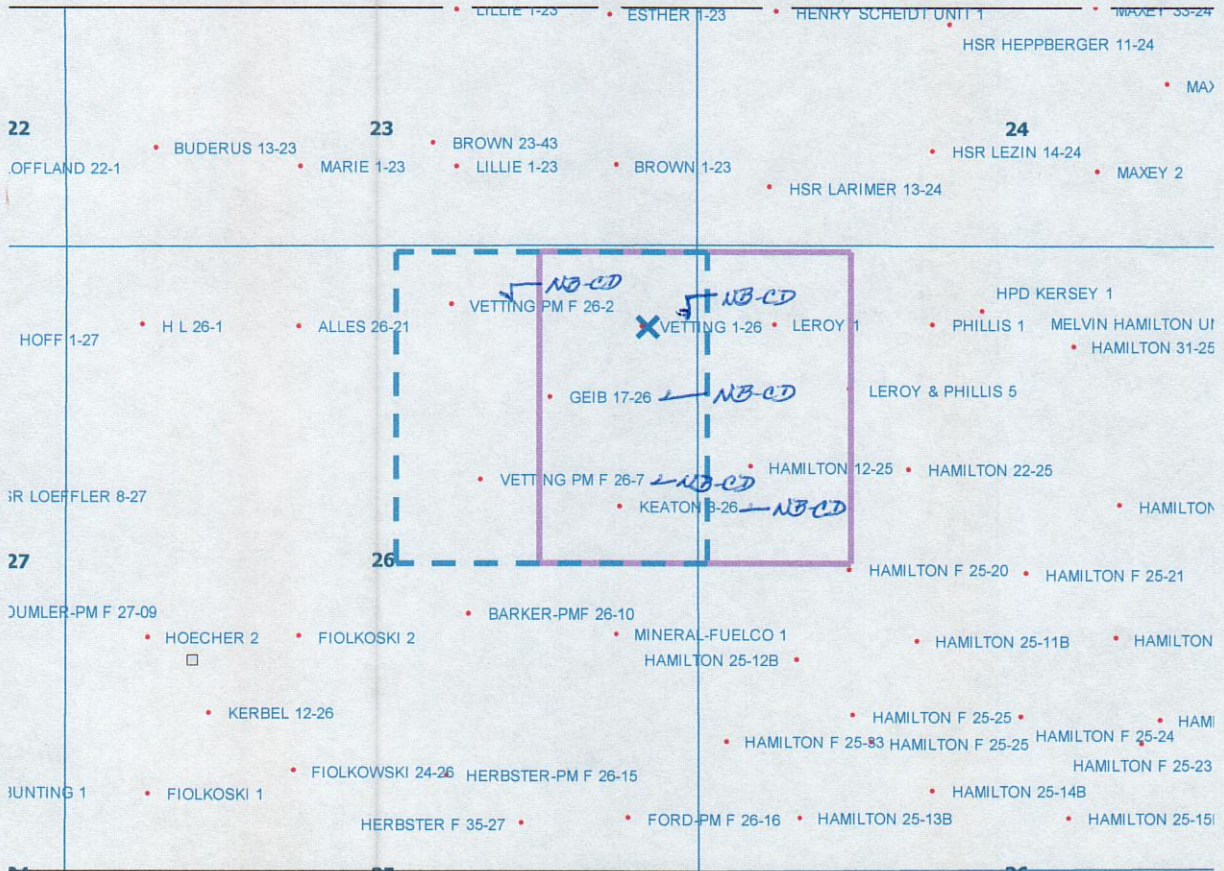 LILLIE 1-23 ESTHER 1-23 HENRY SCHEIDT UNIT 1 MAXEY 33-24
HSR HEPPBERGER 11-24
22 23 24
BUDERUS 13-23 BROWN 23-43 HSR LEZIN 14-24
OFFLAND 22-1 MARIE 1-23 LILLIE 1-23 BROWN 1-23 MAXEY 2
HSR LARIMER 13-24
NB-CD NB-CD HPD KERSEY 1
VETTING PM F 26-2
HOFF 1-27 H L 26-1 ALLES 26-21 VETTING 1-26 LEROY 1 PHILLIS 1 MELVIN HAMILTON
HAMILTON 31-25
GEIB 17-26 NB-CD LEROY & PHILLIS 5
VETTING PM F 26-7 NB-CD HAMILTON 12-25 HAMILTON 22-25
LOEFFLER 8-27 KEATON 8-26 NB-CD HAMILTON
27 26
HAMILTON F 25-20 HAMILTON F 25-21
DUMLER-PM F 27-09 BARKER-PMF 26-10
HOECHER 2 FIOLKOSKI 2 MINERAL-FUELCO 1 HAMILTON 25-11B HAMILTON
HAMILTON 25-12B
KERBEL 12-26 HAMILTON F 25-25
HAMILTON F 25-33 HAMILTON F 25-25 HAMILTON F 25-24
FIOLKOWSKI 24-26 HERBSTER-PM F 26-15 HAMILTON F 25-23
BUNTING 1 FIOLKOSKI 1 HAMILTON 25-14B
HERBSTER F 35-27 FORD-PM F 26-16 HAMILTON 25-13B HAMILTON